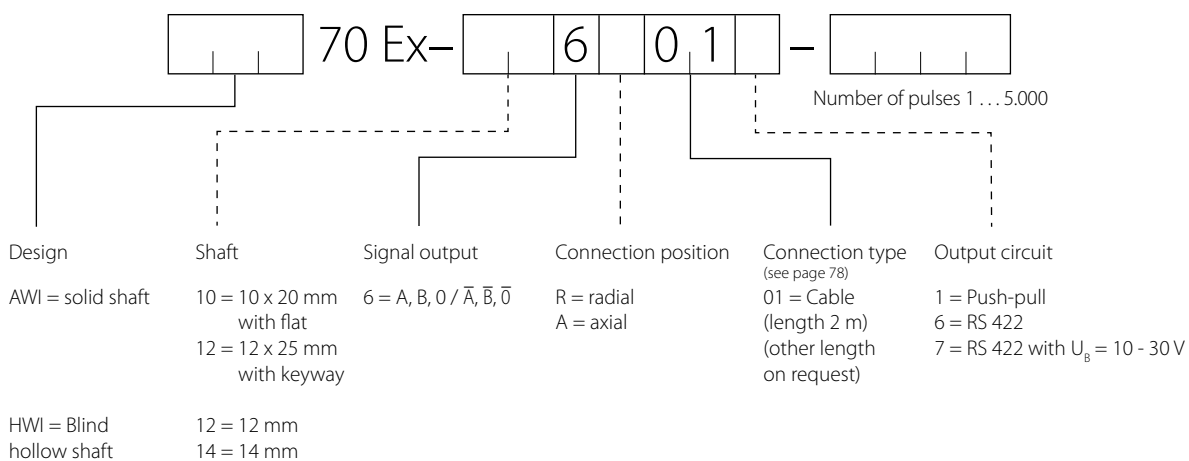 70 Ex– 6 01 –
Number of pulses 1 . . . 5.000
Design
Shaft
Signal output
Connection position
Connection type
(see page 78)
Output circuit
AWI = solid shaft
10 = 10 x 20 mm
with flat
12 = 12 x 25 mm
with keyway
6 = A, B, 0 / A̅, B̅, 0̅
R = radial
A = axial
01 = Cable
(length 2 m)
(other length
on request)
1 = Push-pull
6 = RS 422
7 = RS 422 with U_B = 10 - 30 V
HWI = Blind
hollow shaft
12 = 12 mm
14 = 14 mm